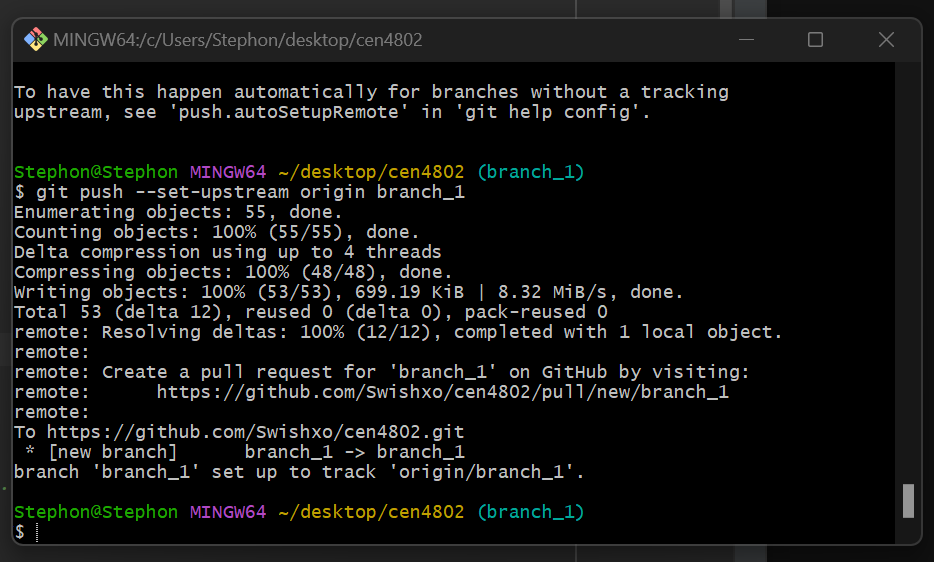 MINGW64:/c/Users/Stephon/desktop/cen4802
To have this happen automatically for branches without a tracking
upstream, see 'push.autoSetupRemote' in 'git help config'.
Stephon@Stephon MINGW64 ~/desktop/cen4802 (branch_1)
$ git push --set-upstream origin branch_1
Enumerating objects: 55, done.
Counting objects: 100% (55/55), done.
Delta compression using up to 4 threads
Compressing objects: 100% (48/48), done.
Writing objects: 100% (53/53), 699.19 KiB | 8.32 MiB/s, done.
Total 53 (delta 12), reused 0 (delta 0), pack-reused 0
remote: Resolving deltas: 100% (12/12), completed with 1 local object.
remote:
remote: Create a pull request for 'branch_1' on GitHub by visiting:
remote:      https://github.com/Swishxo/cen4802/pull/new/branch_1
remote:
To https://github.com/Swishxo/cen4802.git
 * [new branch]      branch_1 -> branch_1
branch 'branch_1' set up to track 'origin/branch_1'.
Stephon@Stephon MINGW64 ~/desktop/cen4802 (branch_1)
$